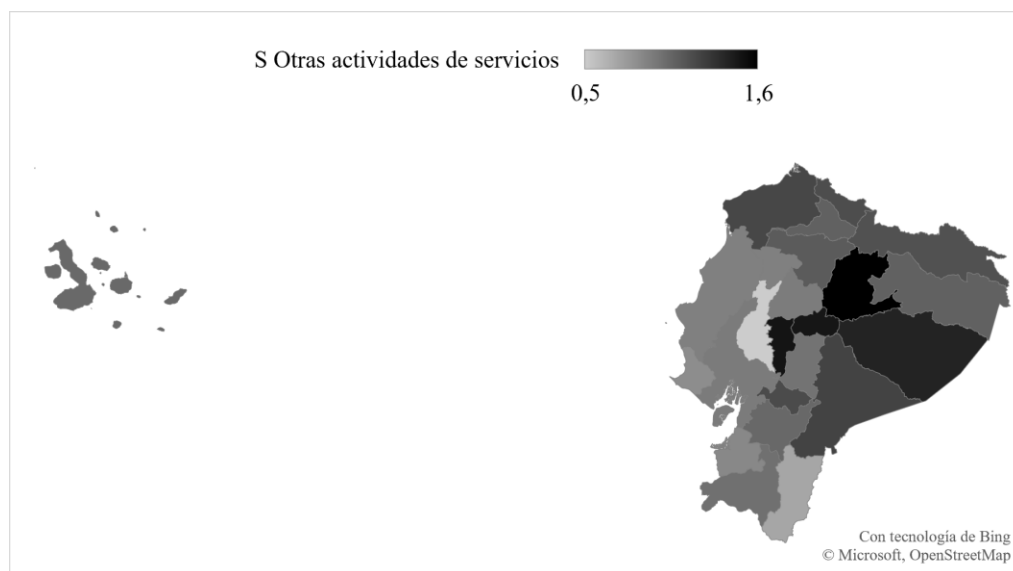 S Otras actividades de servicios
0,5 1,6
Con tecnología de Bing
© Microsoft, OpenStreetMap